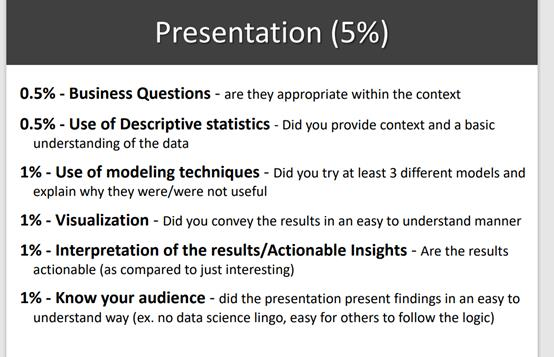 Presentation (5%)
0.5% - Business Questions - are they appropriate within the context
0.5% - Use of Descriptive statistics - Did you provide context and a basic
understanding of the data
1% - Use of modeling techniques - Did you try at least 3 different models and
explain why they were/were not useful
1% - Visualization - Did you convey the results in an easy to understand manner
1% - Interpretation of the results/Actionable Insights - Are the results
actionable (as compared to just interesting)
1% - Know your audience - did the presentation present findings in an easy to
understand way (ex. no data science lingo, easy for others to follow the logic)